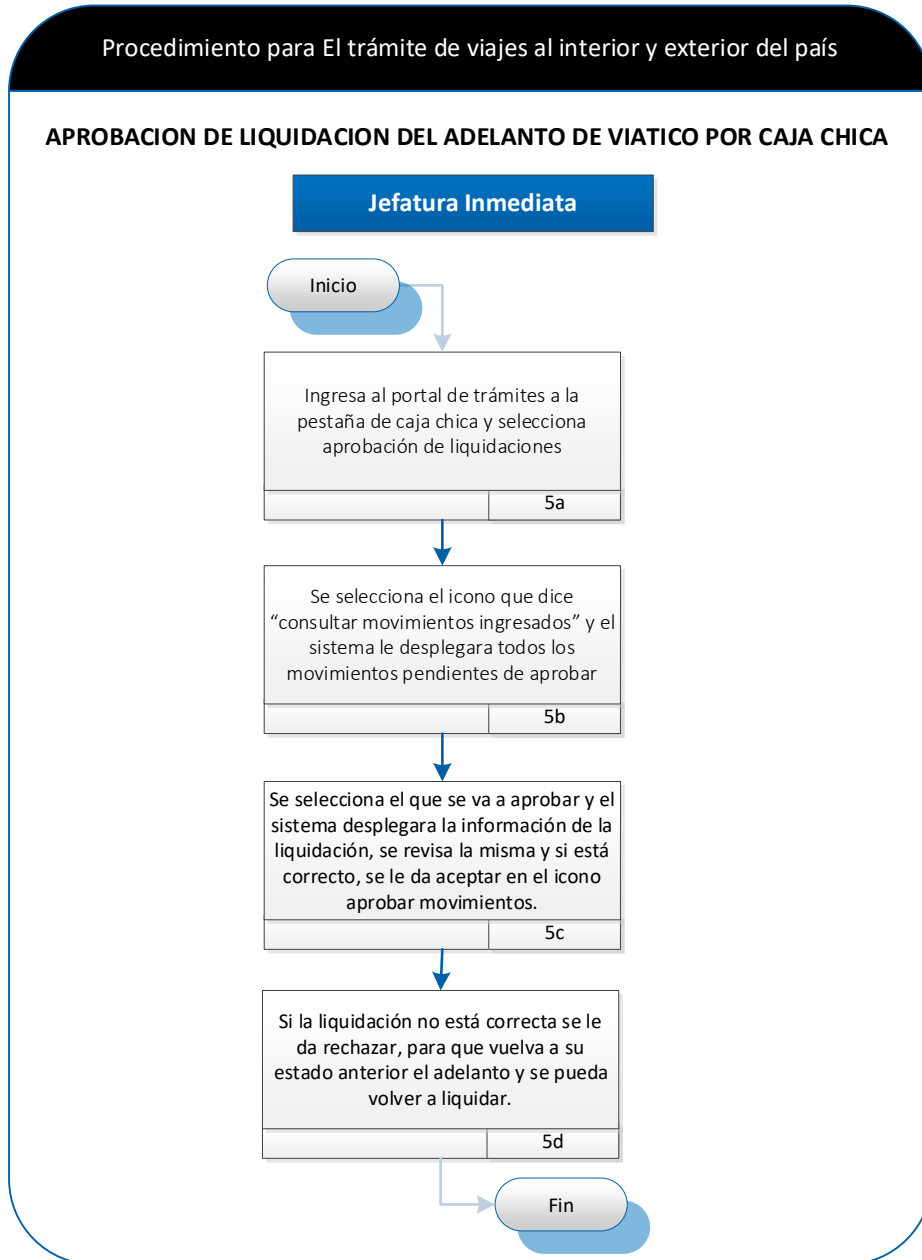 Procedimiento para El trámite de viajes al interior y exterior del país
APROBACION DE LIQUIDACION DEL ADELANTO DE VIATICO POR CAJA CHICA
Jefatura Inmediata
Inicio
Ingresa al portal de trámites a la
pestaña de caja chica y selecciona
aprobación de liquidaciones
5a
Se selecciona el icono que dice
“consultar movimientos ingresados” y el
sistema le desplegara todos los
movimientos pendientes de aprobar
5b
Se selecciona el que se va a aprobar y el
sistema desplegara la información de la
liquidación, se revisa la misma y si está
correcto, se le da aceptar en el icono
aprobar movimientos.
5c
Si la liquidación no está correcta se le
da rechazar, para que vuelva a su
estado anterior el adelanto y se pueda
volver a liquidar.
5d
Fin